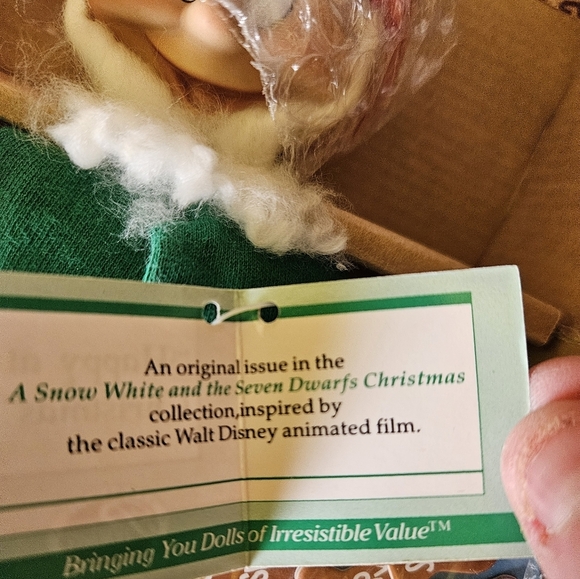 An original issue in the
A Snow White and the Seven Dwarfs Christmas
collection,inspired by
the classic Walt Disney animated film.
Bringing You Dolls of Irresistible Value™